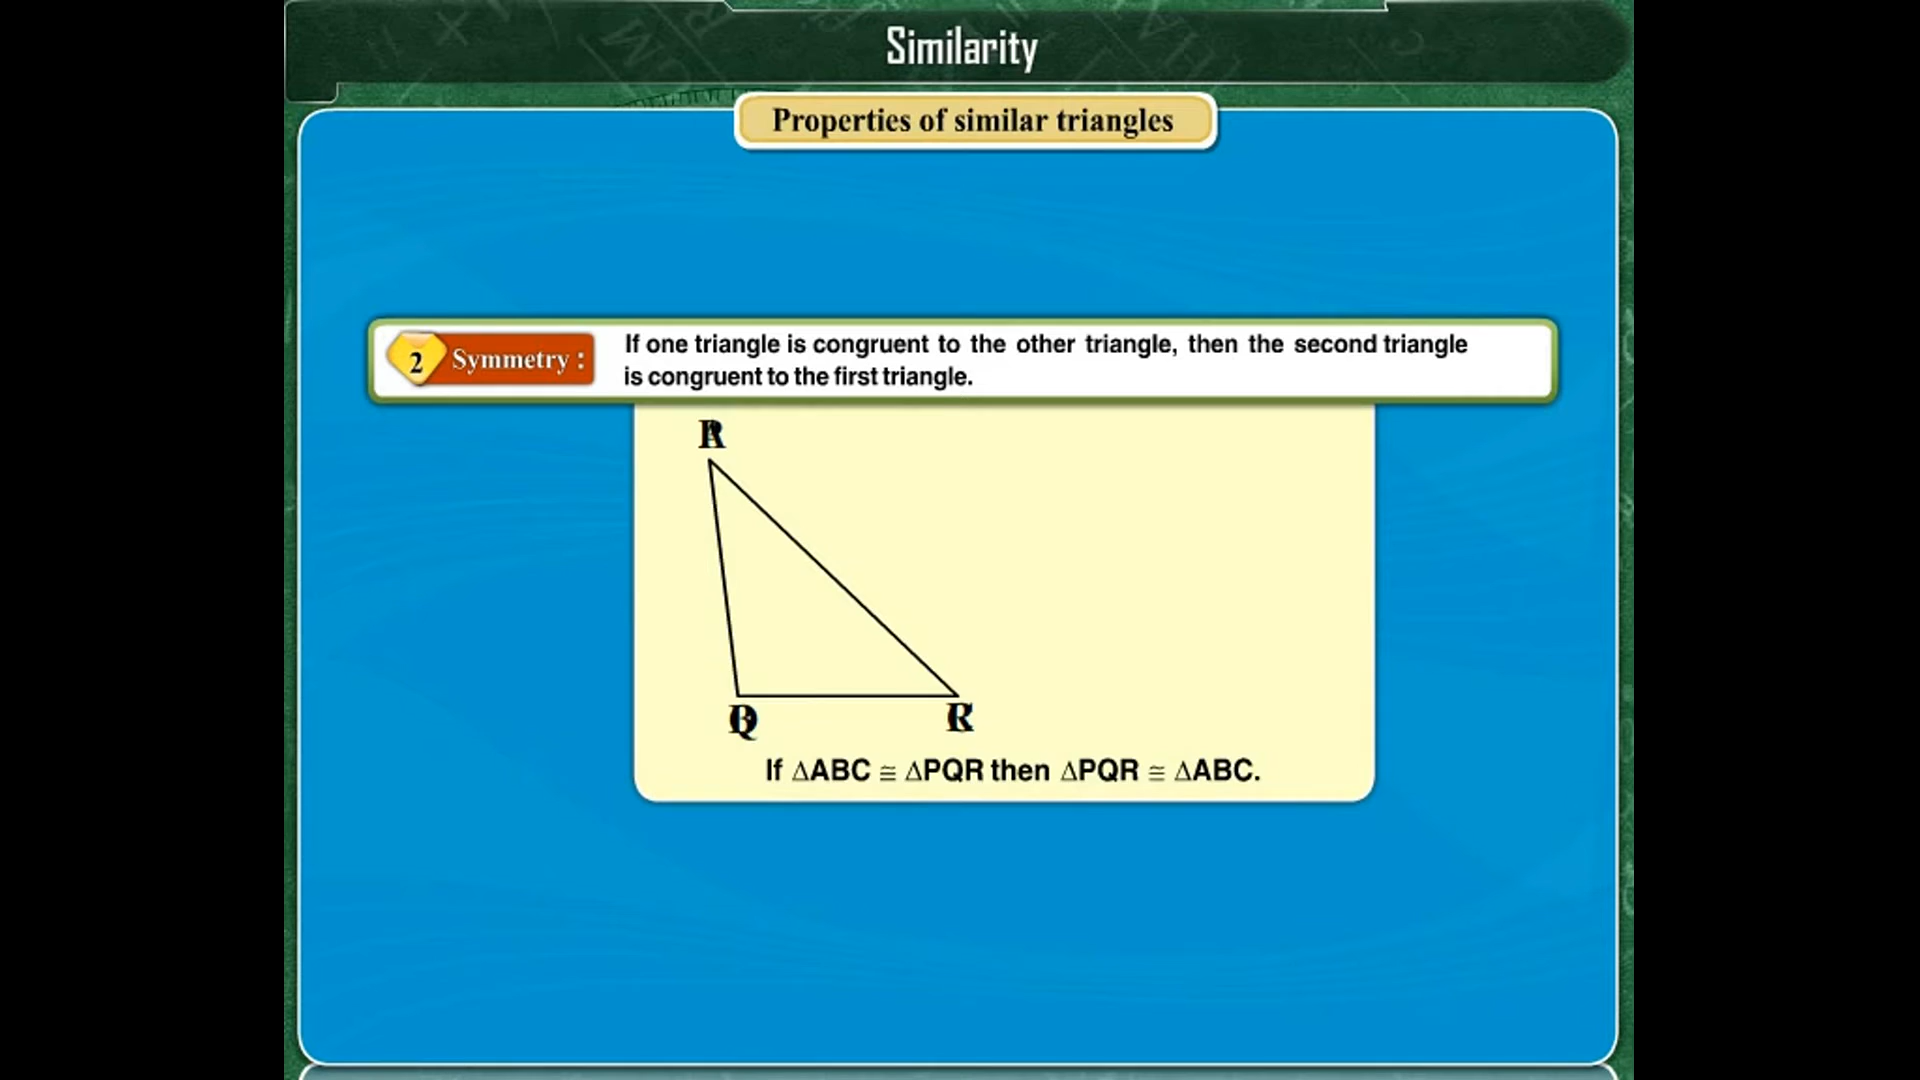 Similarity
Properties of similar triangles
2 Symmetry :
If one triangle is congruent to the other triangle, then the second triangle
is congruent to the first triangle.
If ΔABC ≅ ΔPQR then ΔPQR ≅ ΔABC.